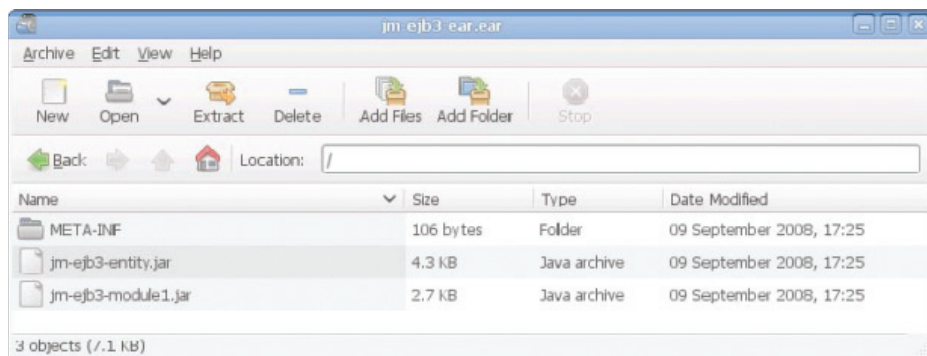 jm-ejb3-ear.ear
Archive Edit View Help
New Open Extract Delete Add Files Add Folder Stop
Back Location: /
Name Size Type Date Modified
META-INF 106 bytes Folder 09 September 2008, 17:25
jm-ejb3-entity.jar 4.3 KB Java archive 09 September 2008, 17:25
jm-ejb3-module1.jar 2.7 KB Java archive 09 September 2008, 17:25
3 objects (7.1 KB)